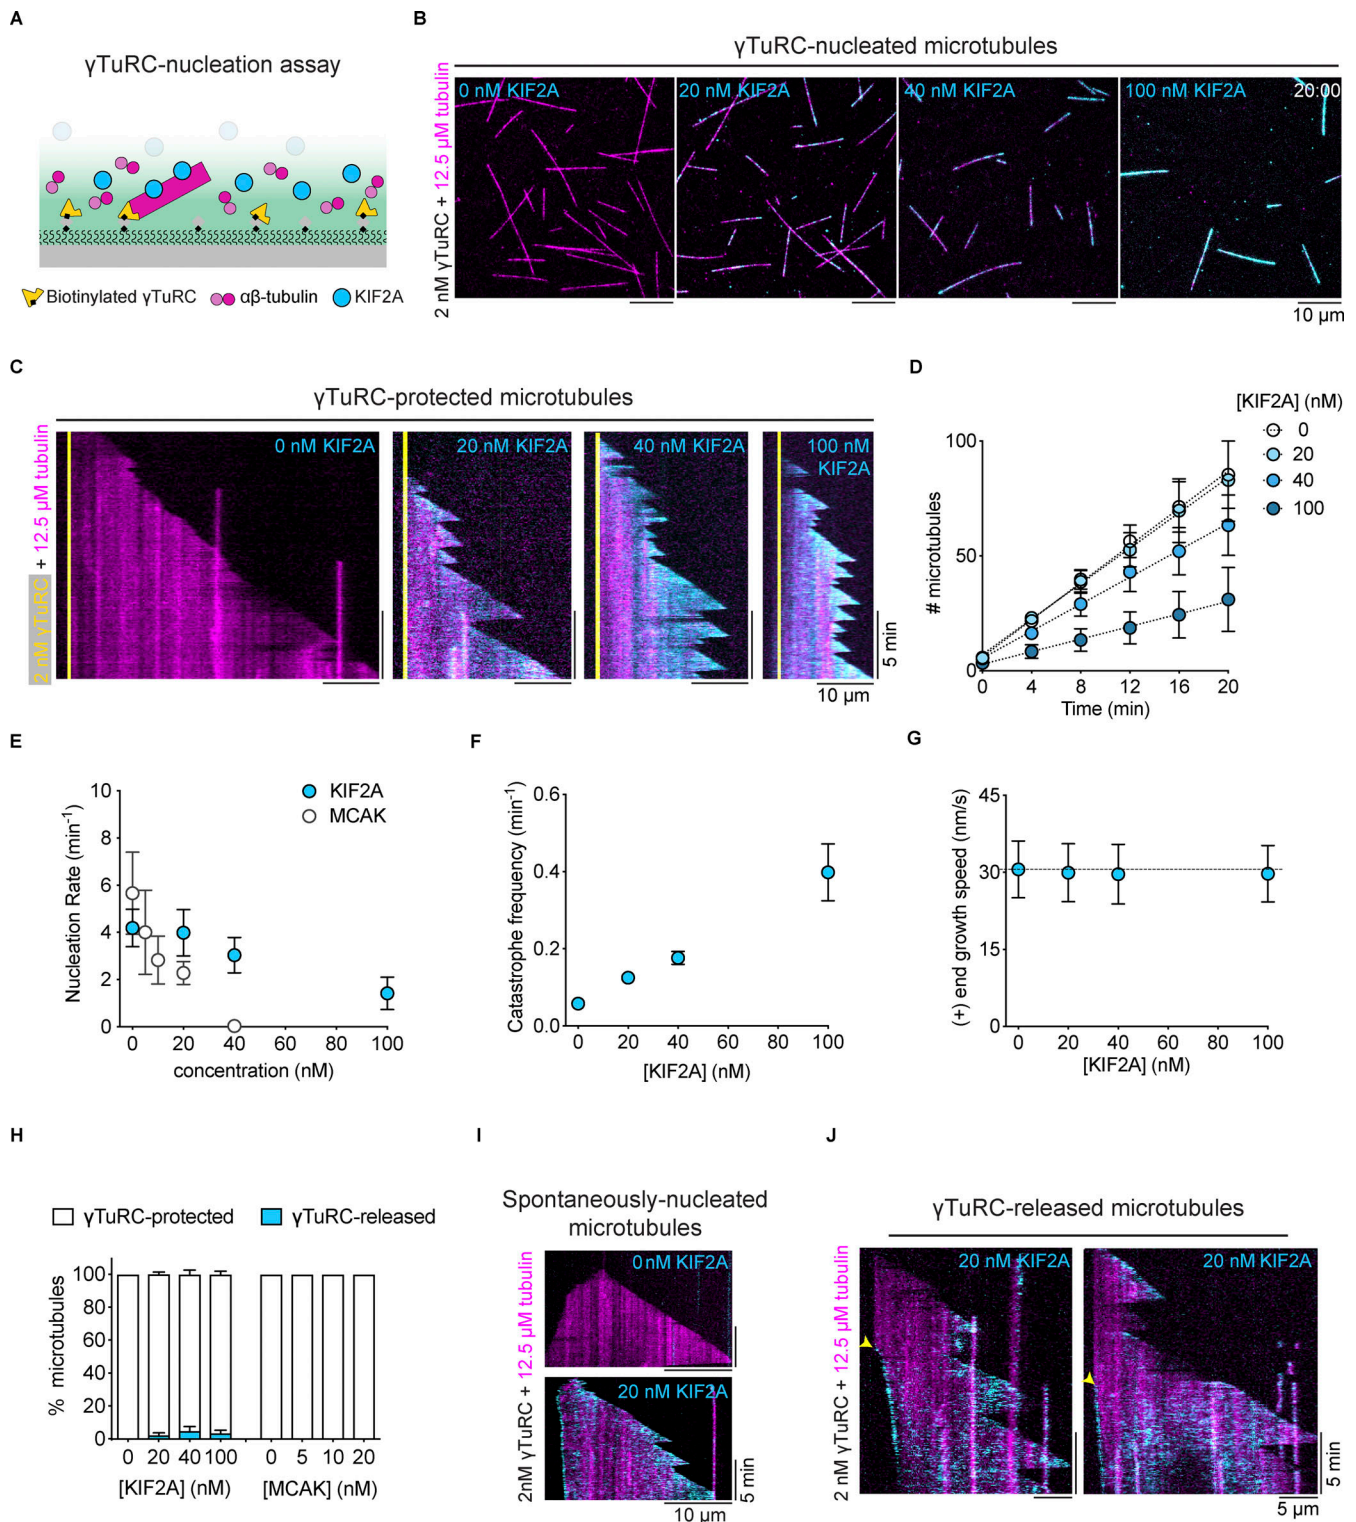 A
γTuRC-nucleation assay
Biotinylated γTuRC
αβ-tubulin
KIF2A
B
γTuRC-nucleated microtubules
2 nM γTuRC + 12.5 µM tubulin
0 nM KIF2A
20 nM KIF2A
40 nM KIF2A
100 nM KIF2A
20:00
10 µm
C
γTuRC-protected microtubules
2 nM γTuRC + 12.5 µM tubulin
0 nM KIF2A
20 nM KIF2A
40 nM KIF2A
100 nM
KIF2A
5 min
10 µm
D
[KIF2A] (nM)
0
20
40
100
# microtubules
100
50
0
0 4 8 12 16 20
Time (min)
E
KIF2A
MCAK
Nucleation Rate (min⁻¹)
10
8
6
4
2
0
0 20 40 60 80 100
concentration (nM)
F
Catastrophe frequency (min⁻¹)
0.6
0.4
0.2
0.0
0 20 40 60 80 100
[KIF2A] (nM)
G
(+) end growth speed (nm/s)
45
30
15
0
0 20 40 60 80 100
[KIF2A] (nM)
H
γTuRC-protected
γTuRC-released
% microtubules
100
80
60
40
20
0
0 20 40 100 0 5 10 20
[KIF2A] (nM) [MCAK] (nM)
I
Spontaneously-nucleated
microtubules
2nM γTuRC + 12.5 µM tubulin
0nM KIF2A
20 nM KIF2A
5 min
10 µm
J
γTuRC-released microtubules
2 nM γTuRC + 12.5 µM tubulin
20 nM KIF2A
20 nM KIF2A
5 min
5 µm